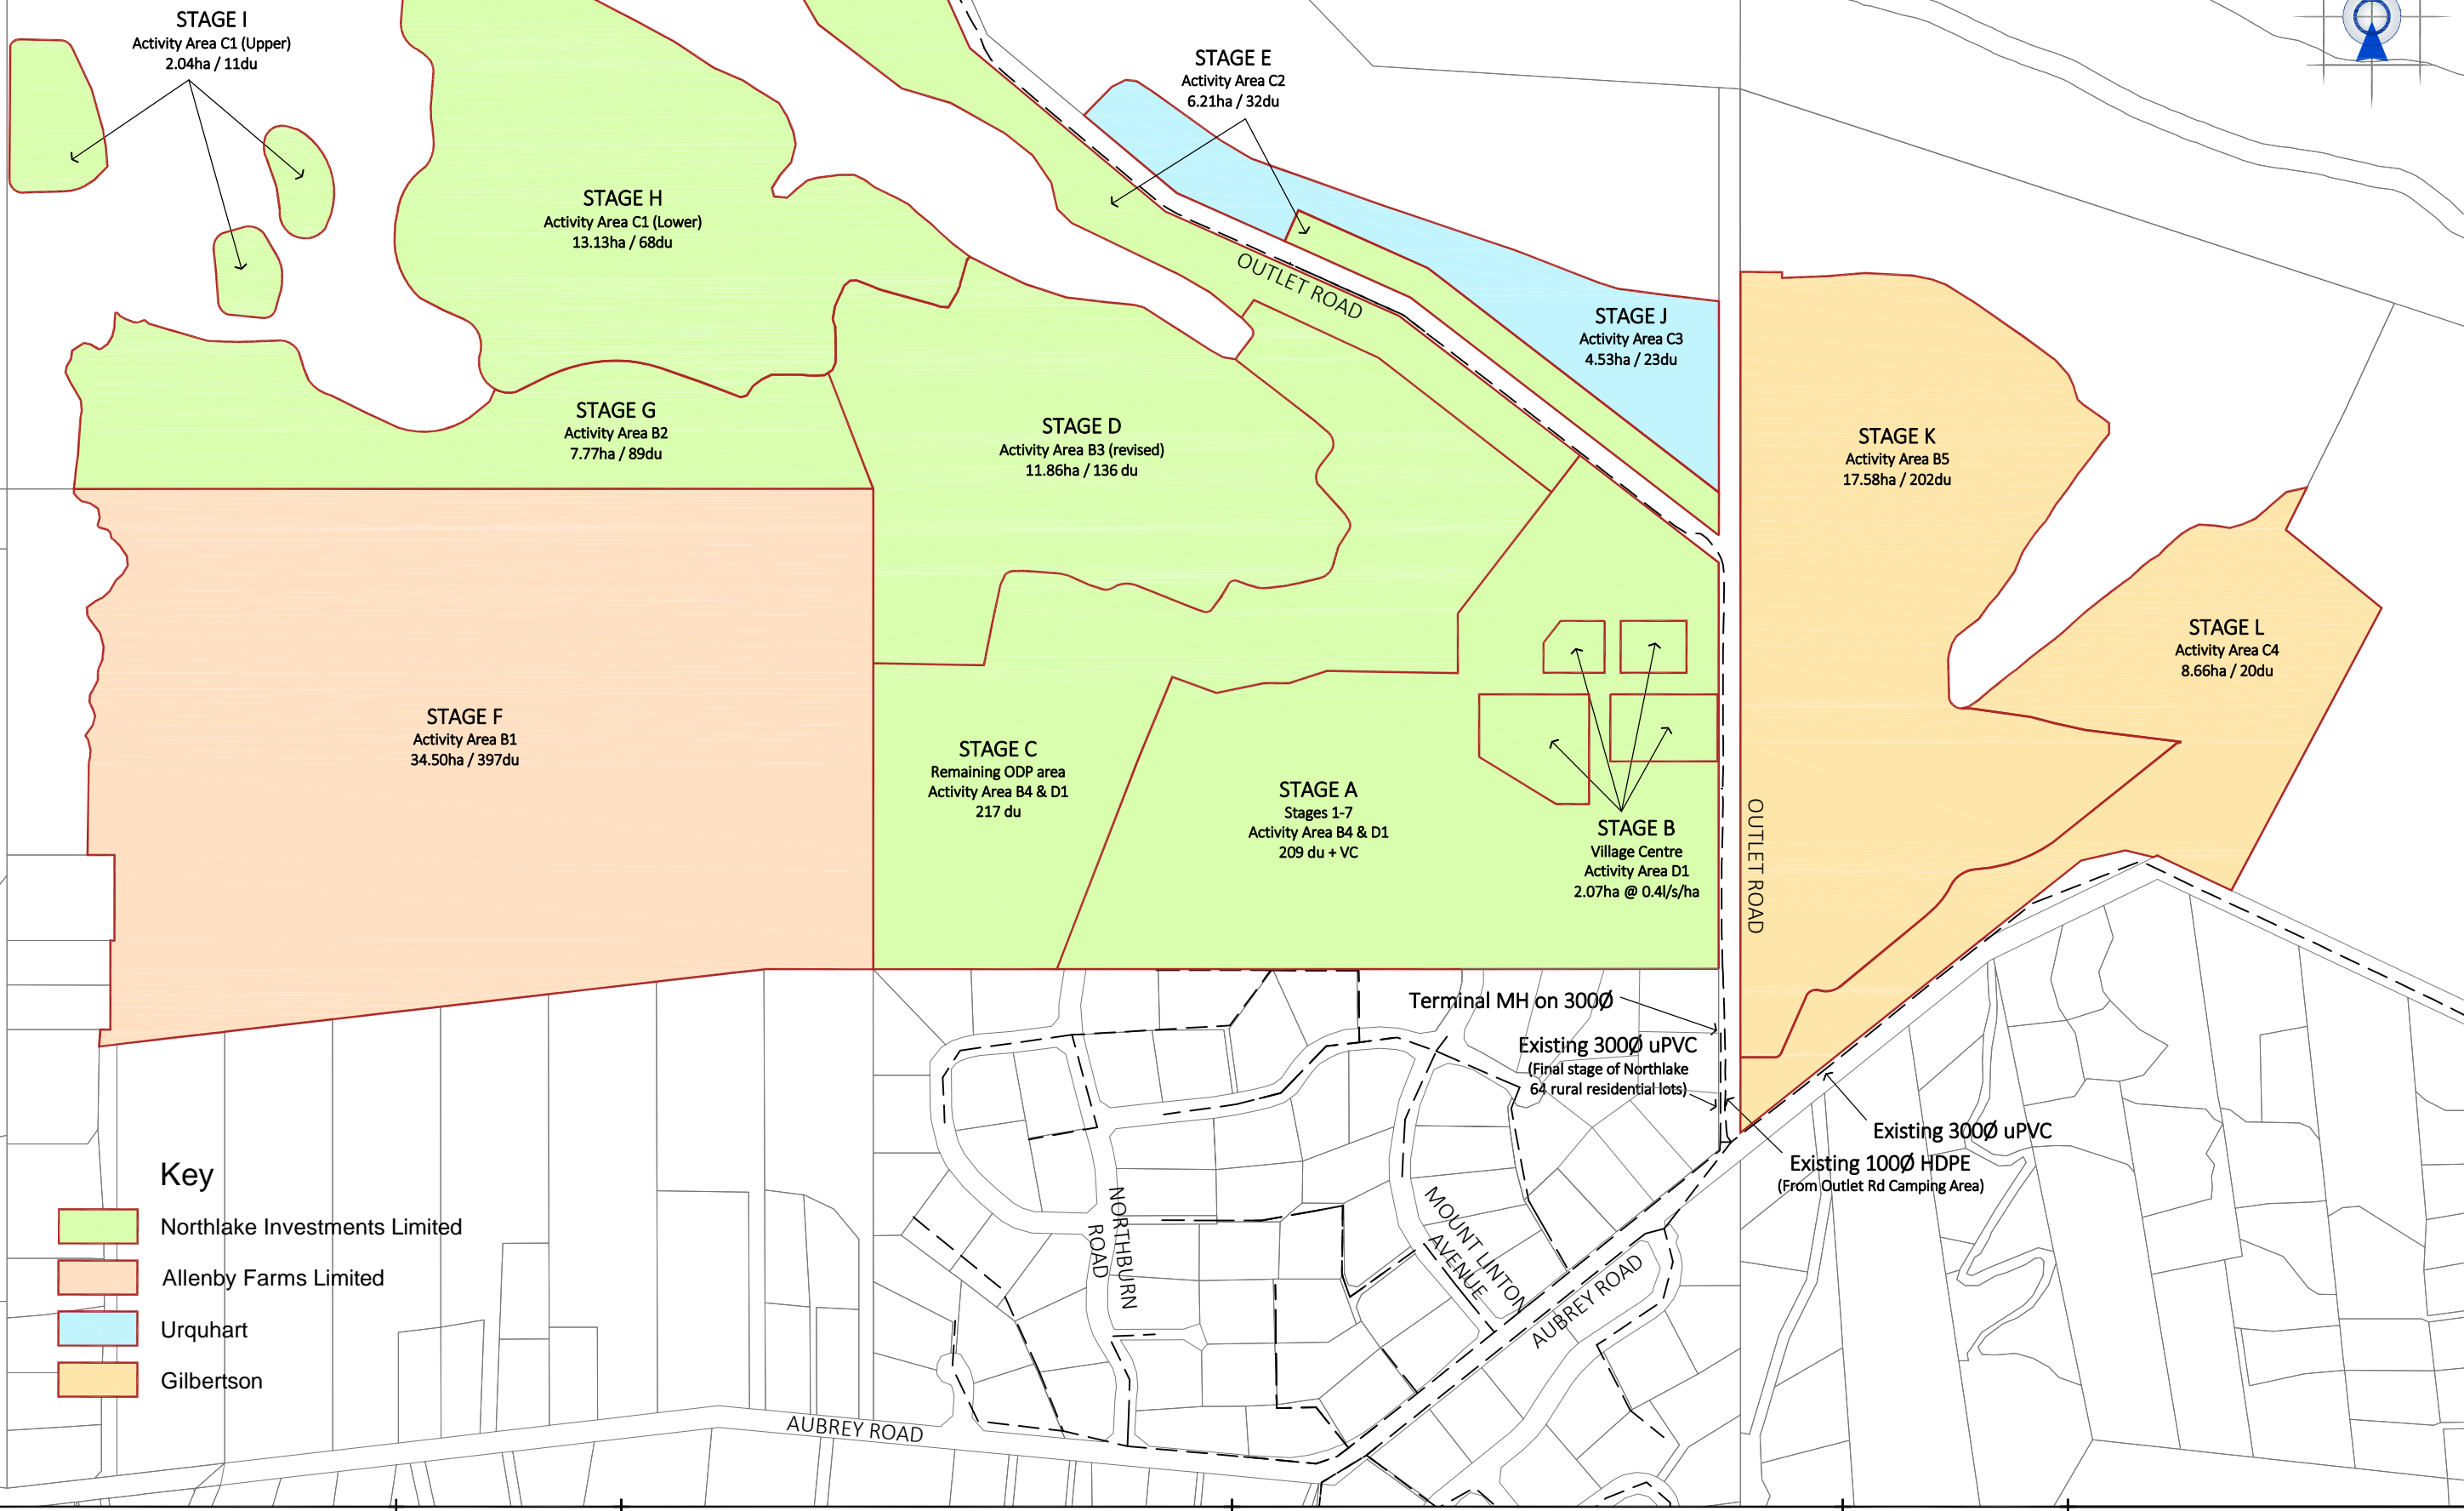 STAGE I
Activity Area C1 (Upper)
2.04ha / 11du
STAGE E
Activity Area C2
6.21ha / 32du
STAGE H
Activity Area C1 (Lower)
13.13ha / 68du
OUTLET ROAD
STAGE J
Activity Area C3
4.53ha / 23du
STAGE G
Activity Area B2
7.77ha / 89du
STAGE D
Activity Area B3 (revised)
11.86ha / 136 du
STAGE K
Activity Area B5
17.58ha / 202du
STAGE L
Activity Area C4
8.66ha / 20du
STAGE F
Activity Area B1
34.50ha / 397du
STAGE C
Remaining ODP area
Activity Area B4 & D1
217 du
STAGE A
Stages 1-7
Activity Area B4 & D1
209 du + VC
STAGE B
Village Centre
Activity Area D1
2.07ha @ 0.4l/s/ha
OUTLET ROAD
Terminal MH on 300Ø
Existing 300Ø uPVC
(Final stage of Northlake
64 rural residential lots)
Existing 300Ø uPVC
Existing 100Ø HDPE
(From Outlet Rd Camping Area)
NORTHBURN
ROAD
MOUNT LINTON
AVENUE
AUBREY ROAD
AUBREY ROAD
Key
Northlake Investments Limited
Allenby Farms Limited
Urquhart
Gilbertson